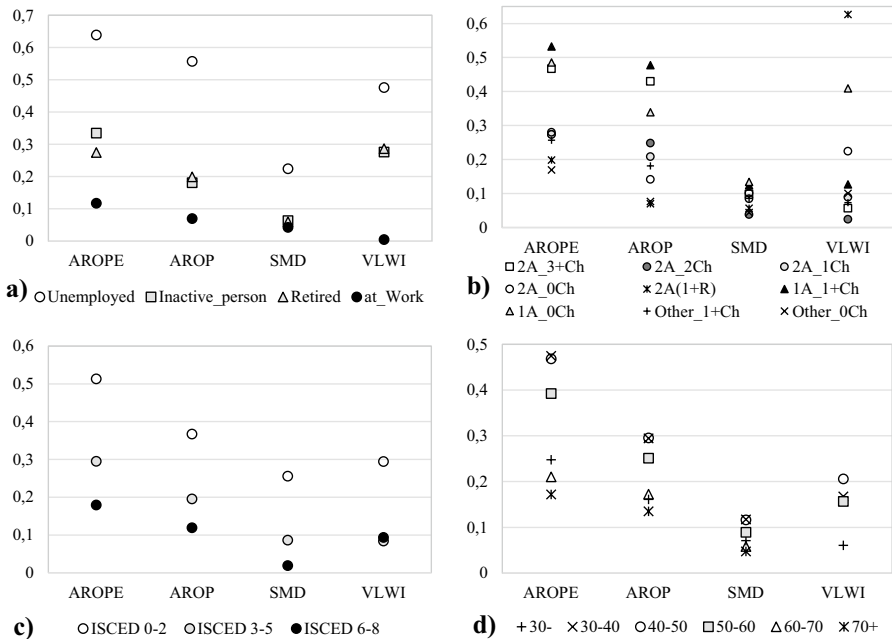 0,7
0,6
0,5
0,4
0,3
0,2
0,1
0
AROPE AROP SMD VLWI
a)
Unemployed Inactive_person Retired at_Work
0,7
0,6
0,5
0,4
0,3
0,2
0,1
0
AROPE AROP SMD VLWI
b)
2A_3+Ch 2A_2Ch 2A_1Ch
2A_0Ch 2A(1+R) 1A_1+Ch
1A_0Ch Other_1+Ch Other_0Ch
0,6
0,5
0,4
0,3
0,2
0,1
0
AROPE AROP SMD VLWI
c)
ISCED 0-2 ISCED 3-5 ISCED 6-8
0,5
0,4
0,3
0,2
0,1
0
AROPE AROP SMD VLWI
d)
30- 30-40 40-50 50-60 60-70 70+